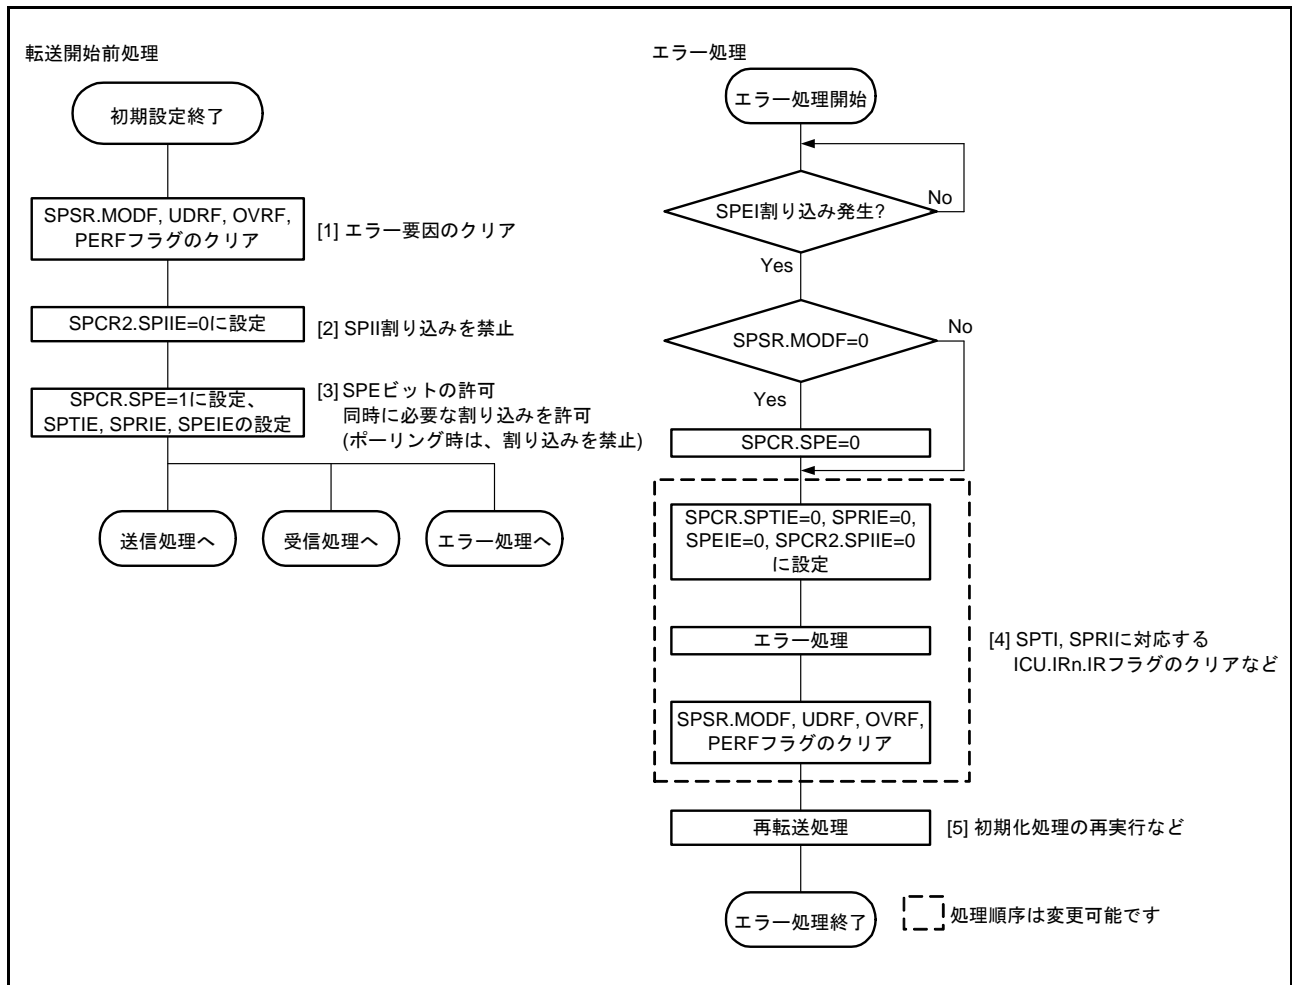 転送開始前処理
初期設定終了
SPSR.MODF, UDRF, OVRF,
PERFフラグのクリア
[1] エラー要因のクリア
SPCR2.SPIIE=0に設定
[2] SPII割り込みを禁止
SPCR.SPE=1に設定、
SPTIE, SPRIE, SPEIEの設定
[3] SPEビットの許可
同時に必要な割り込みを許可
(ポーリング時は、割り込みを禁止)
送信処理へ
受信処理へ
エラー処理へ
エラー処理
エラー処理開始
SPEI割り込み発生?
No
Yes
SPSR.MODF=0
No
Yes
SPCR.SPE=0
SPCR.SPTIE=0, SPRIE=0,
SPEIE=0, SPCR2.SPIIE=0
に設定
エラー処理
[4] SPTI, SPRIに対応する
ICU.IRn.IRフラグのクリアなど
SPSR.MODF, UDRF, OVRF,
PERFフラグのクリア
再転送処理
[5] 初期化処理の再実行など
エラー処理終了
処理順序は変更可能です